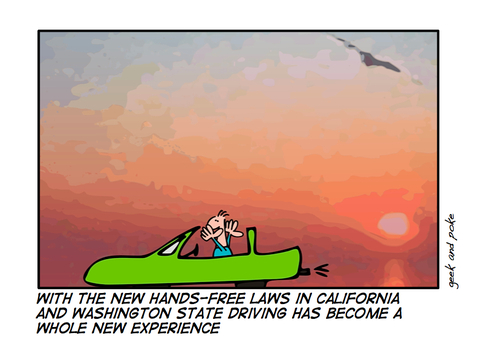 geek and poke
WITH THE NEW HANDS-FREE LAWS IN CALIFORNIA
AND WASHINGTON STATE DRIVING HAS BECOME A
WHOLE NEW EXPERIENCE